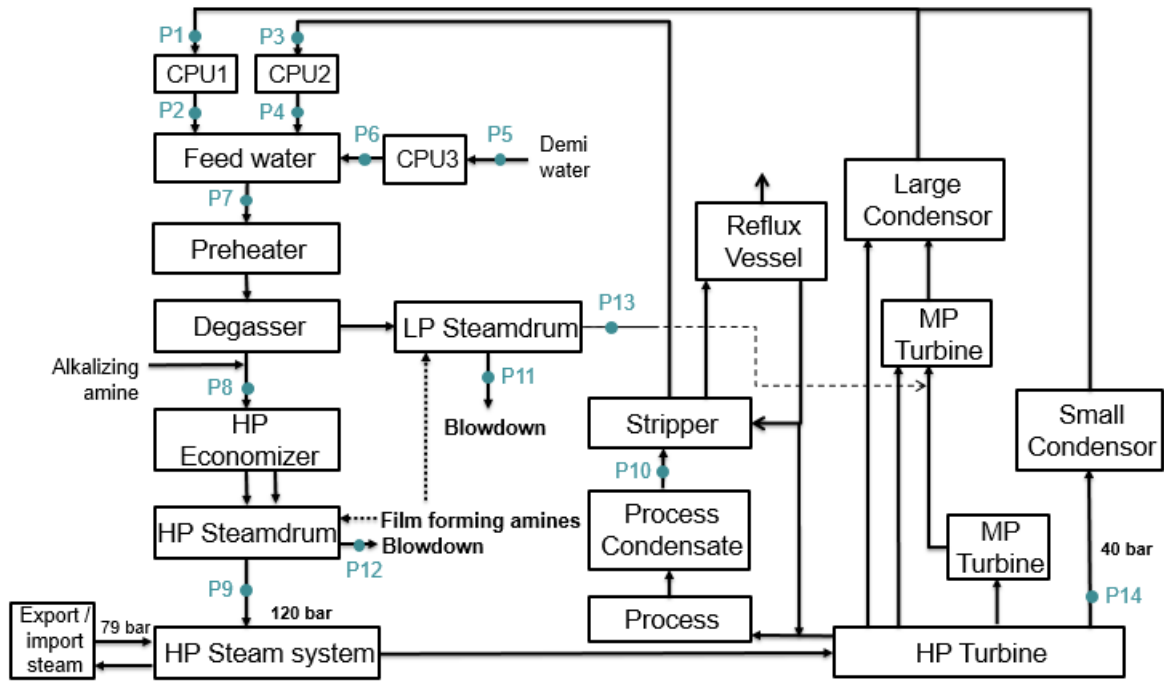 P1
P3
CPU1
CPU2
P2
P4
P6
P5
Feed water
CPU3
Demi
water
P7
Large
Condensor
Reflux
Vessel
Preheater
P13
Degasser
LP Steamdrum
MP
Turbine
Alkalizing
amine
P8
P11
Blowdown
Stripper
Small
Condensor
HP
Economizer
P10
Film forming amines
Process
Condensate
HP Steamdrum
Blowdown
P12
MP
Turbine
40 bar
P9
P14
Export /
import
steam
79 bar
120 bar
HP Steam system
Process
HP Turbine